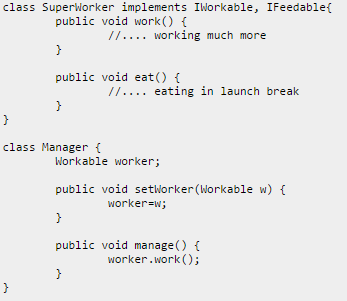 class SuperWorker implements IWorkable, IFeedable{
        public void work() {
                //.... working much more
        }

        public void eat() {
                //.... eating in launch break
        }
}

class Manager {
        Workable worker;

        public void setWorker(Workable w) {
                worker=w;
        }

        public void manage() {
                worker.work();
        }
}